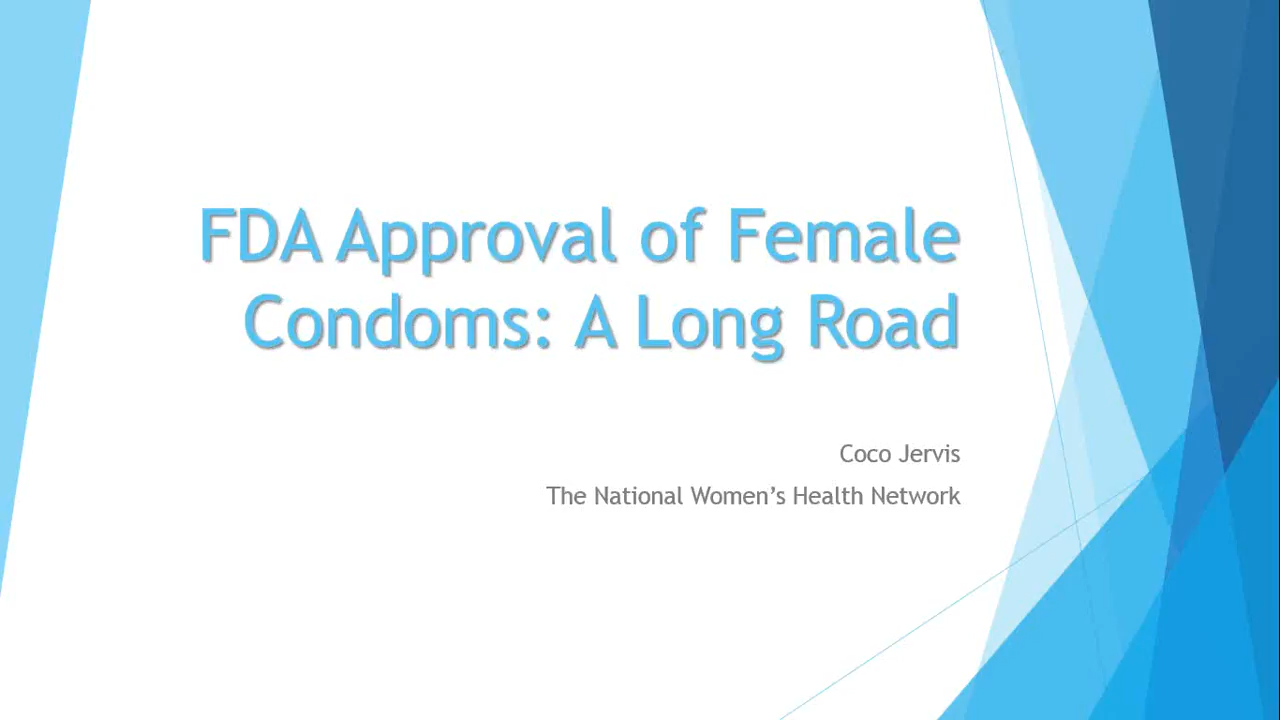 FDA Approval of Female
Condoms: A Long Road
Coco Jervis
The National Women’s Health Network